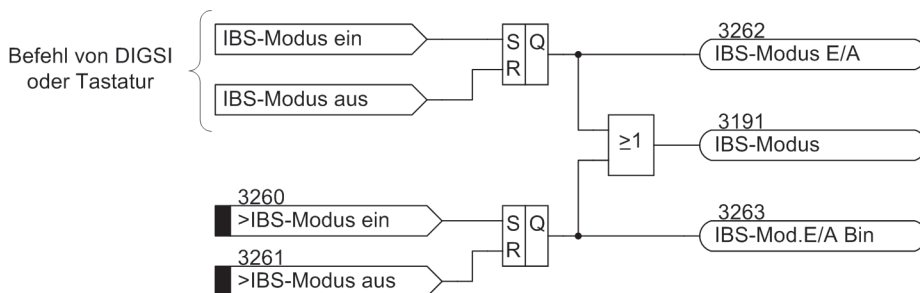 Befehl von DIGSI
oder Tastatur
IBS-Modus ein
IBS-Modus aus
S Q
R
3262
IBS-Modus E/A
≥1
3191
IBS-Modus
3260
>IBS-Modus ein
3261
>IBS-Modus aus
S Q
R
3263
IBS-Mod.E/A Bin